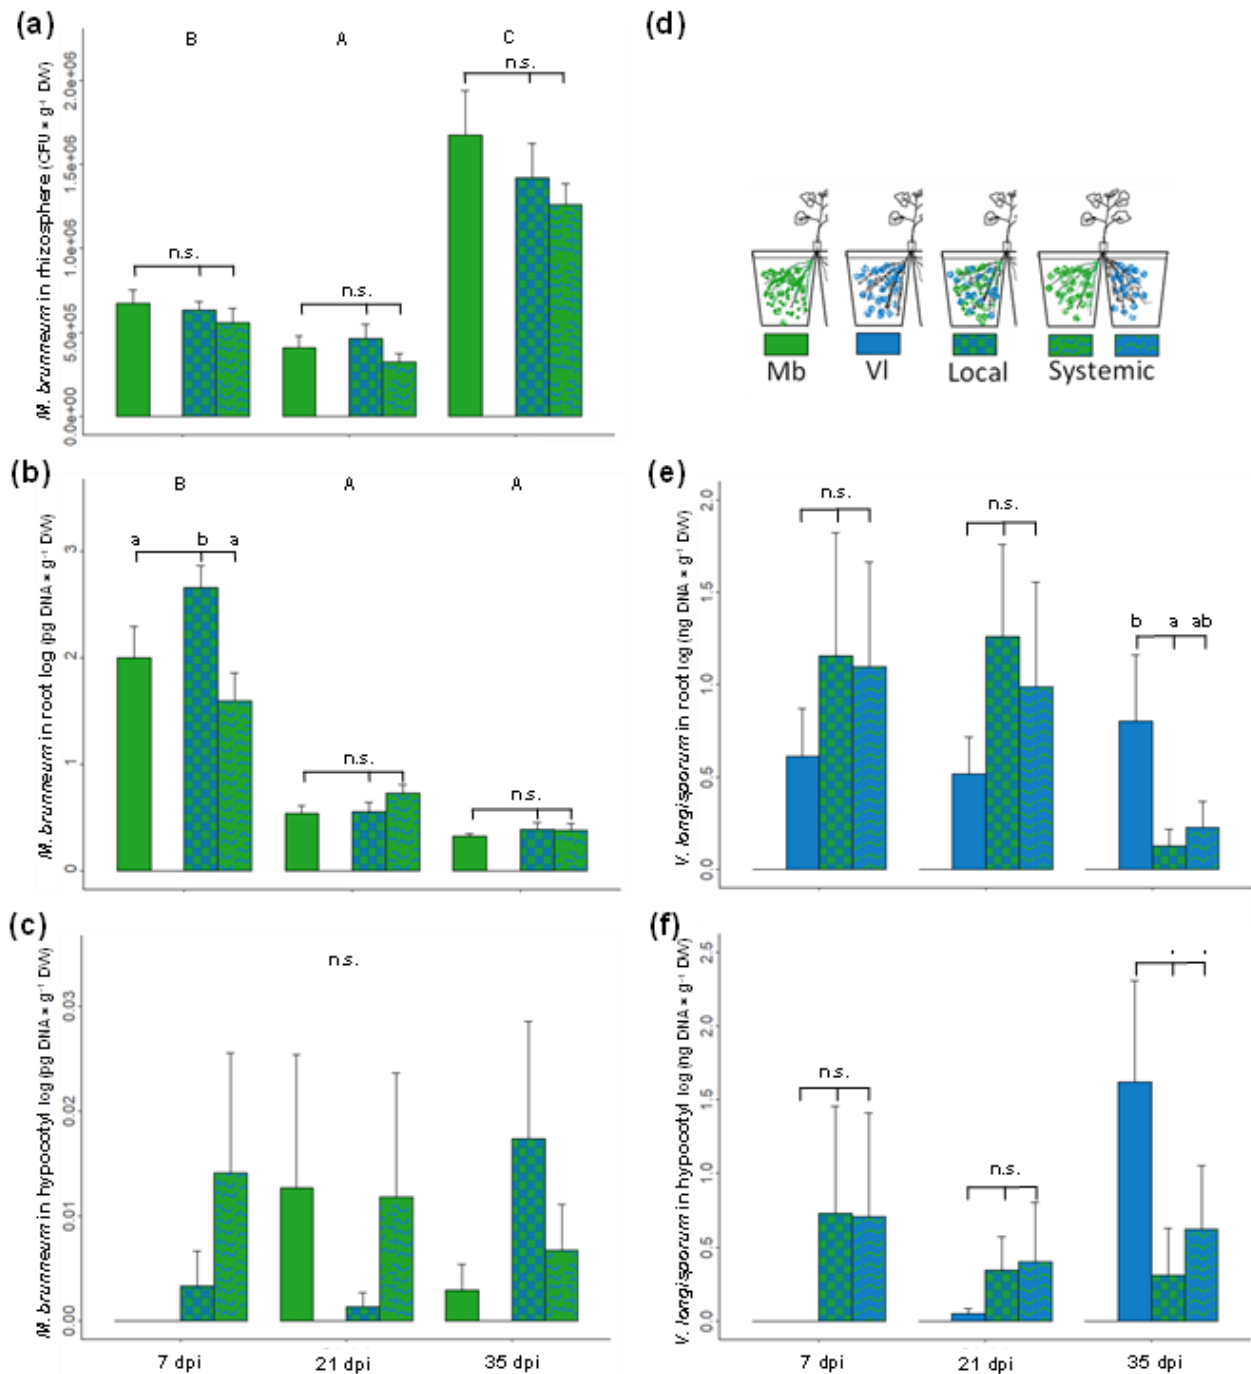 (a)
B A C
n.s.
n.s.
n.s.
M. brunneum in rhizosphere (CFU * g⁻¹ DW)
0.0e+00 5.0e+05 1.0e+06 1.5e+06 2.0e+06
(b)
B A A
a b a
n.s.
n.s.
M. brunneum in root log (pg DNA * g⁻¹ DW)
0 1 2 3
(c)
n.s.
M. brunneum in hypocotyl log (pg DNA * g⁻¹ DW)
0.00 0.01 0.02 0.03
7 dpi 21 dpi 35 dpi
(d)
Mb Vl Local Systemic
(e)
n.s.
n.s.
b a ab
V. longisporum in root log (ng DNA * g⁻¹ DW)
0.0 0.5 1.0 1.5 2.0
(f)
n.s.
n.s.
. .
V. longisporum in hypocotyl log (ng DNA * g⁻¹ DW)
0.0 0.5 1.0 1.5 2.0 2.5
7 dpi 21 dpi 35 dpi